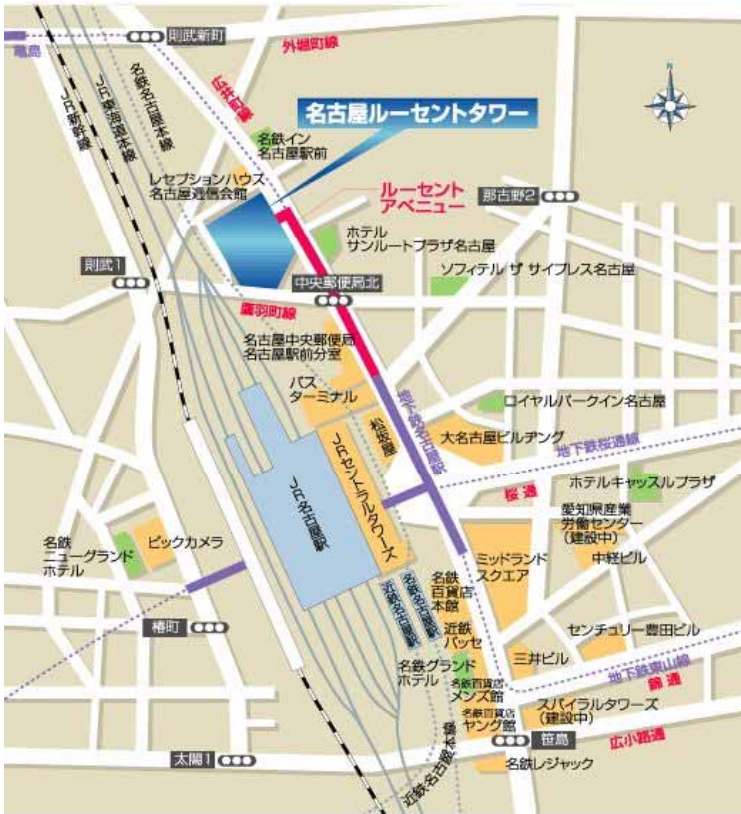 則武新町
亀島
外堀町線
JR新幹線
JR東海道本線
名鉄名古屋本線
名古屋ルーセントタワー
名鉄イン
名古屋駅前
レセプションハウス
名古屋逓信会館
ルーセント
アベニュー
那古野2
ホテル
サンルートプラザ名古屋
ソフィテル ザ サイプレス名古屋
則武1
中央郵便局北
鷹羽町線
名古屋中央郵便局
名古屋駅前分室
バス
ターミナル
松坂屋
地下鉄名古屋駅
ロイヤルパークイン名古屋
大名古屋ビルヂング
地下鉄桜通線
JRセントラルタワーズ
JR名古屋駅
桜通
ホテルキャッスルプラザ
愛知県産業
労働センター
(建設中)
中経ビル
名鉄
ニューグランド
ホテル
ビックカメラ
ミッドランド
スクエア
名鉄
百貨店
本館
近鉄名古屋駅
名鉄名古屋駅
近鉄
パッセ
椿町
センチュリー豊田ビル
三井ビル
地下鉄東山線
錦通
名鉄グランド
ホテル
名鉄百貨店
メンズ館
名鉄百貨店
ヤング館
スパイラルタワーズ
(建設中)
笹島
広小路通
太閤1
近鉄名古屋本線
名鉄レジャック
N